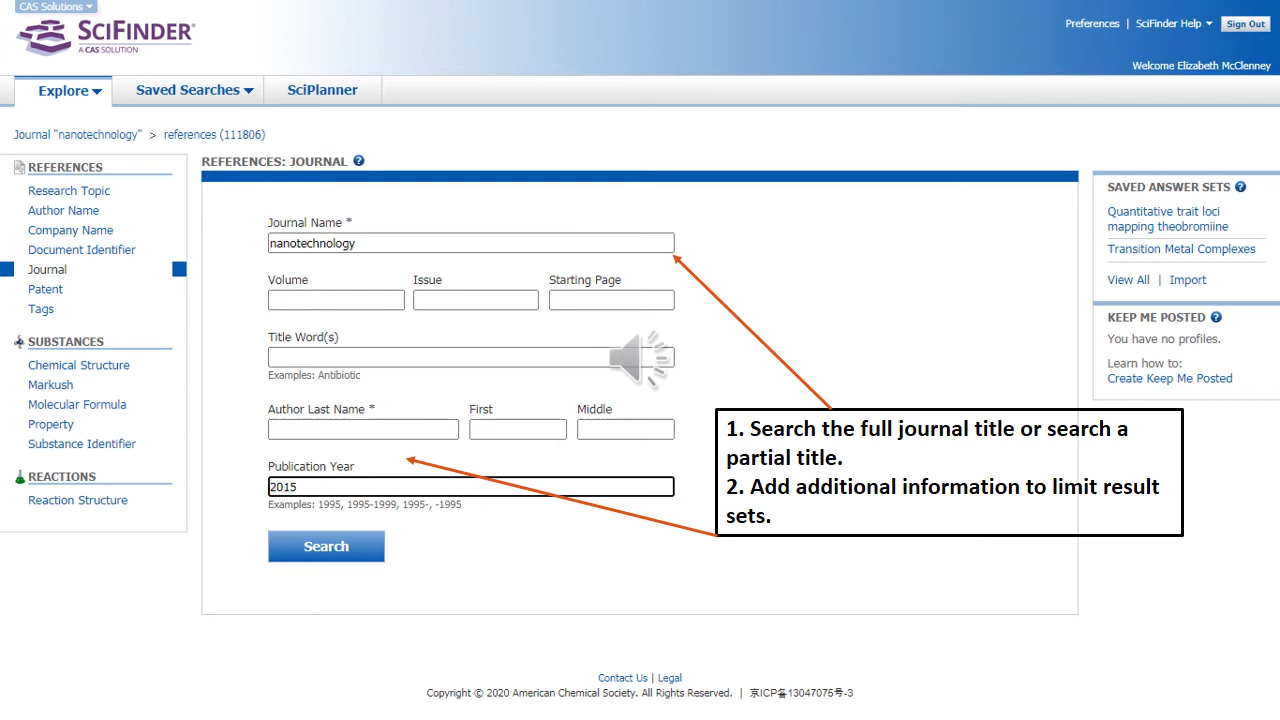 CAS Solutions
SCIFINDER®
A CAS SOLUTION
Preferences | SciFinder Help
Sign Out
Welcome Elizabeth McClenney
Explore
Saved Searches
SciPlanner
Journal "nanotechnology" > references (111806)
REFERENCES
Research Topic
Author Name
Company Name
Document Identifier
Journal
Patent
Tags
SUBSTANCES
Chemical Structure
Markush
Molecular Formula
Property
Substance Identifier
REACTIONS
Reaction Structure
REFERENCES: JOURNAL ?
Journal Name *
nanotechnology
Volume
Issue
Starting Page
Title Word(s)
Examples: Antibiotic
Author Last Name *
First
Middle
Publication Year
2015
Examples: 1995, 1995-1999, 1995-, -1995
Search
1. Search the full journal title or search a
partial title.
2. Add additional information to limit result
sets.
SAVED ANSWER SETS ?
Quantitative trait loci
mapping theobromiine
Transition Metal Complexes
View All | Import
KEEP ME POSTED ?
You have no profiles.
Learn how to:
Create Keep Me Posted
Contact Us | Legal
Copyright © 2020 American Chemical Society. All Rights Reserved. | 京ICP备13047075号-3